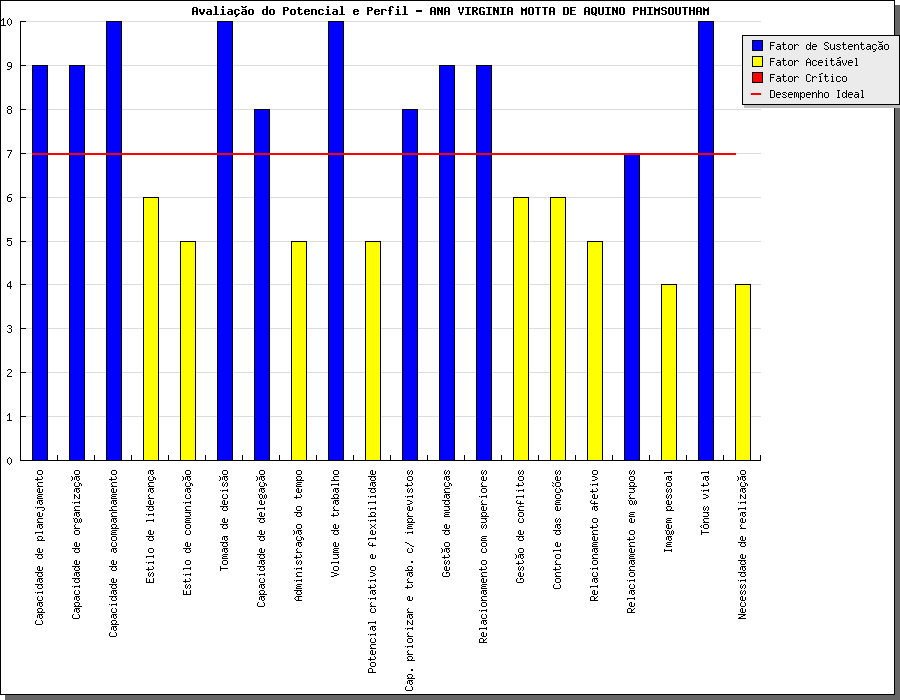 Avaliação do Potencial e Perfil - ANA VIRGINIA MOTTA DE AQUINO PHIMSOUTHAM
Fator de Sustentação
Fator Aceitável
Fator Crítico
Desempenho Ideal
10
9
8
7
6
5
4
3
2
1
0
Capacidade de planejamento
Capacidade de organização
Capacidade de acompanhamento
Estilo de liderança
Estilo de comunicação
Tomada de decisão
Capacidade de delegação
Administração do tempo
Volume de trabalho
Potencial criativo e flexibilidade
Cap. priorizar e trab. c/ imprevistos
Gestão de mudanças
Relacionamento com superiores
Gestão de conflitos
Controle das emoções
Relacionamento afetivo
Relacionamento em grupos
Imagem pessoal
Tônus vital
Necessidade de realização